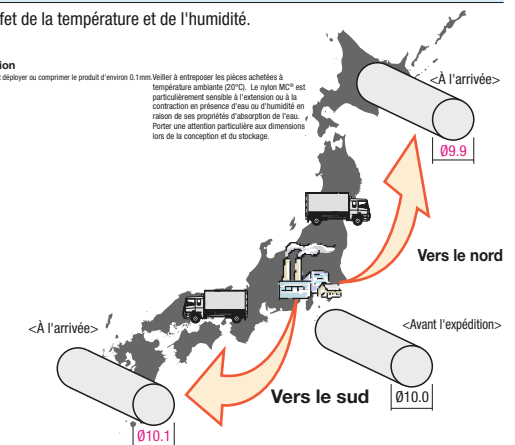 fet de la température et de l'humidité.
ion
t déployer ou comprimer le produit d'environ 0.1mm.
Veiller à entreposer les pièces achetées à
température ambiante (20°C). Le nylon MC® est
particulièrement sensible à l'extension ou à la
contraction en présence d'eau ou d'humidité en
raison de ses propriétés d'absorption de l'eau.
Porter une attention particulière aux dimensions
lors de la conception et du stockage.
<À l'arrivée>
Ø9.9
Vers le nord
<À l'arrivée>
<Avant l'expédition>
Vers le sud
Ø10.0
Ø10.1